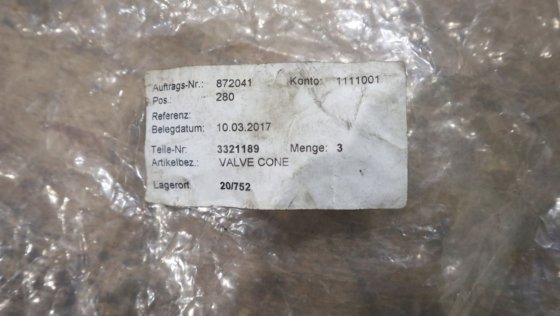 Auftrags-Nr.: 872041 Konto: 1111001
Pos.: 280
Referenz:
Belegdatum: 10.03.2017
Teile-Nr: 3321189 Menge: 3
Artikelbez.: VALVE CONE
Lagerort 20/752